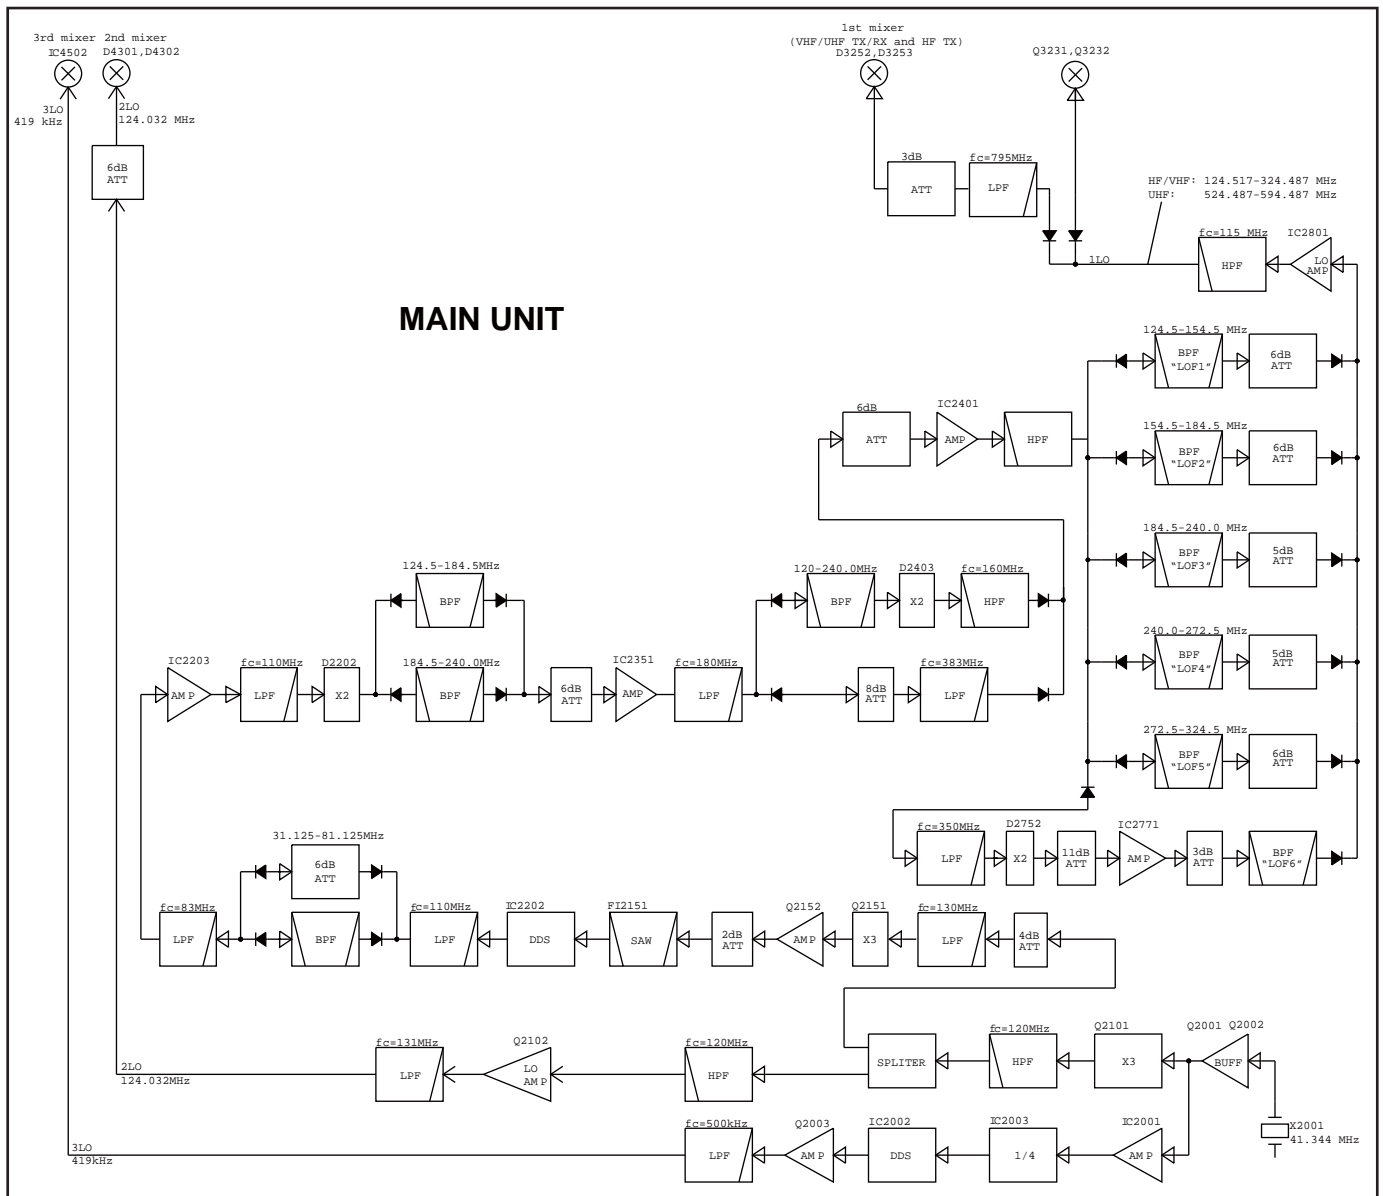 3rd mixer 2nd mixer
IC4502 D4301,D4302
1st mixer
(VHF/UHF TX/RX and HF TX)
D3252,D3253
Q3231,Q3232
3LO
419 kHz
2LO
124.032 MHz
6dB
ATT
3dB
ATT
fc=795MHz
LPF
HF/VHF: 124.517-324.487 MHz
UHF: 524.487-594.487 MHz
1LO
fc=115 MHz
HPF
IC2801
LO
AMP
MAIN UNIT
124.5-154.5 MHz
BPF
"LOF1"
6dB
ATT
6dB
ATT
IC2401
AMP
HPF
154.5-184.5 MHz
BPF
"LOF2"
6dB
ATT
184.5-240.0 MHz
BPF
"LOF3"
5dB
ATT
124.5-184.5MHz
BPF
120-240.0MHz
BPF
D2403
X2
fc=160MHz
HPF
240.0-272.5 MHz
BPF
"LOF4"
5dB
ATT
IC2203
AMP
fc=110MHz
LPF
D2202
X2
184.5-240.0MHz
BPF
6dB
ATT
IC2351
AMP
fc=180MHz
LPF
8dB
ATT
fc=383MHz
LPF
272.5-324.5 MHz
BPF
"LOF5"
6dB
ATT
31.125-81.125MHz
6dB
ATT
fc=350MHz
LPF
D2752
X2
11dB
ATT
IC2771
AMP
3dB
ATT
BPF
"LOF6"
fc=83MHz
LPF
BPF
fc=110MHz
LPF
IC2202
DDS
FI2151
SAW
2dB
ATT
Q2152
AMP
Q2151
X3
fc=130MHz
LPF
4dB
ATT
2LO
124.032MHz
fc=131MHz
LPF
Q2102
LO
AMP
fc=120MHz
HPF
SPLITER
fc=120MHz
HPF
Q2101
X3
Q2001 Q2002
BUFF
X2001
41.344 MHz
3LO
419kHz
fc=500kHz
LPF
Q2003
AMP
IC2002
DDS
IC2003
1/4
IC2001
AMP